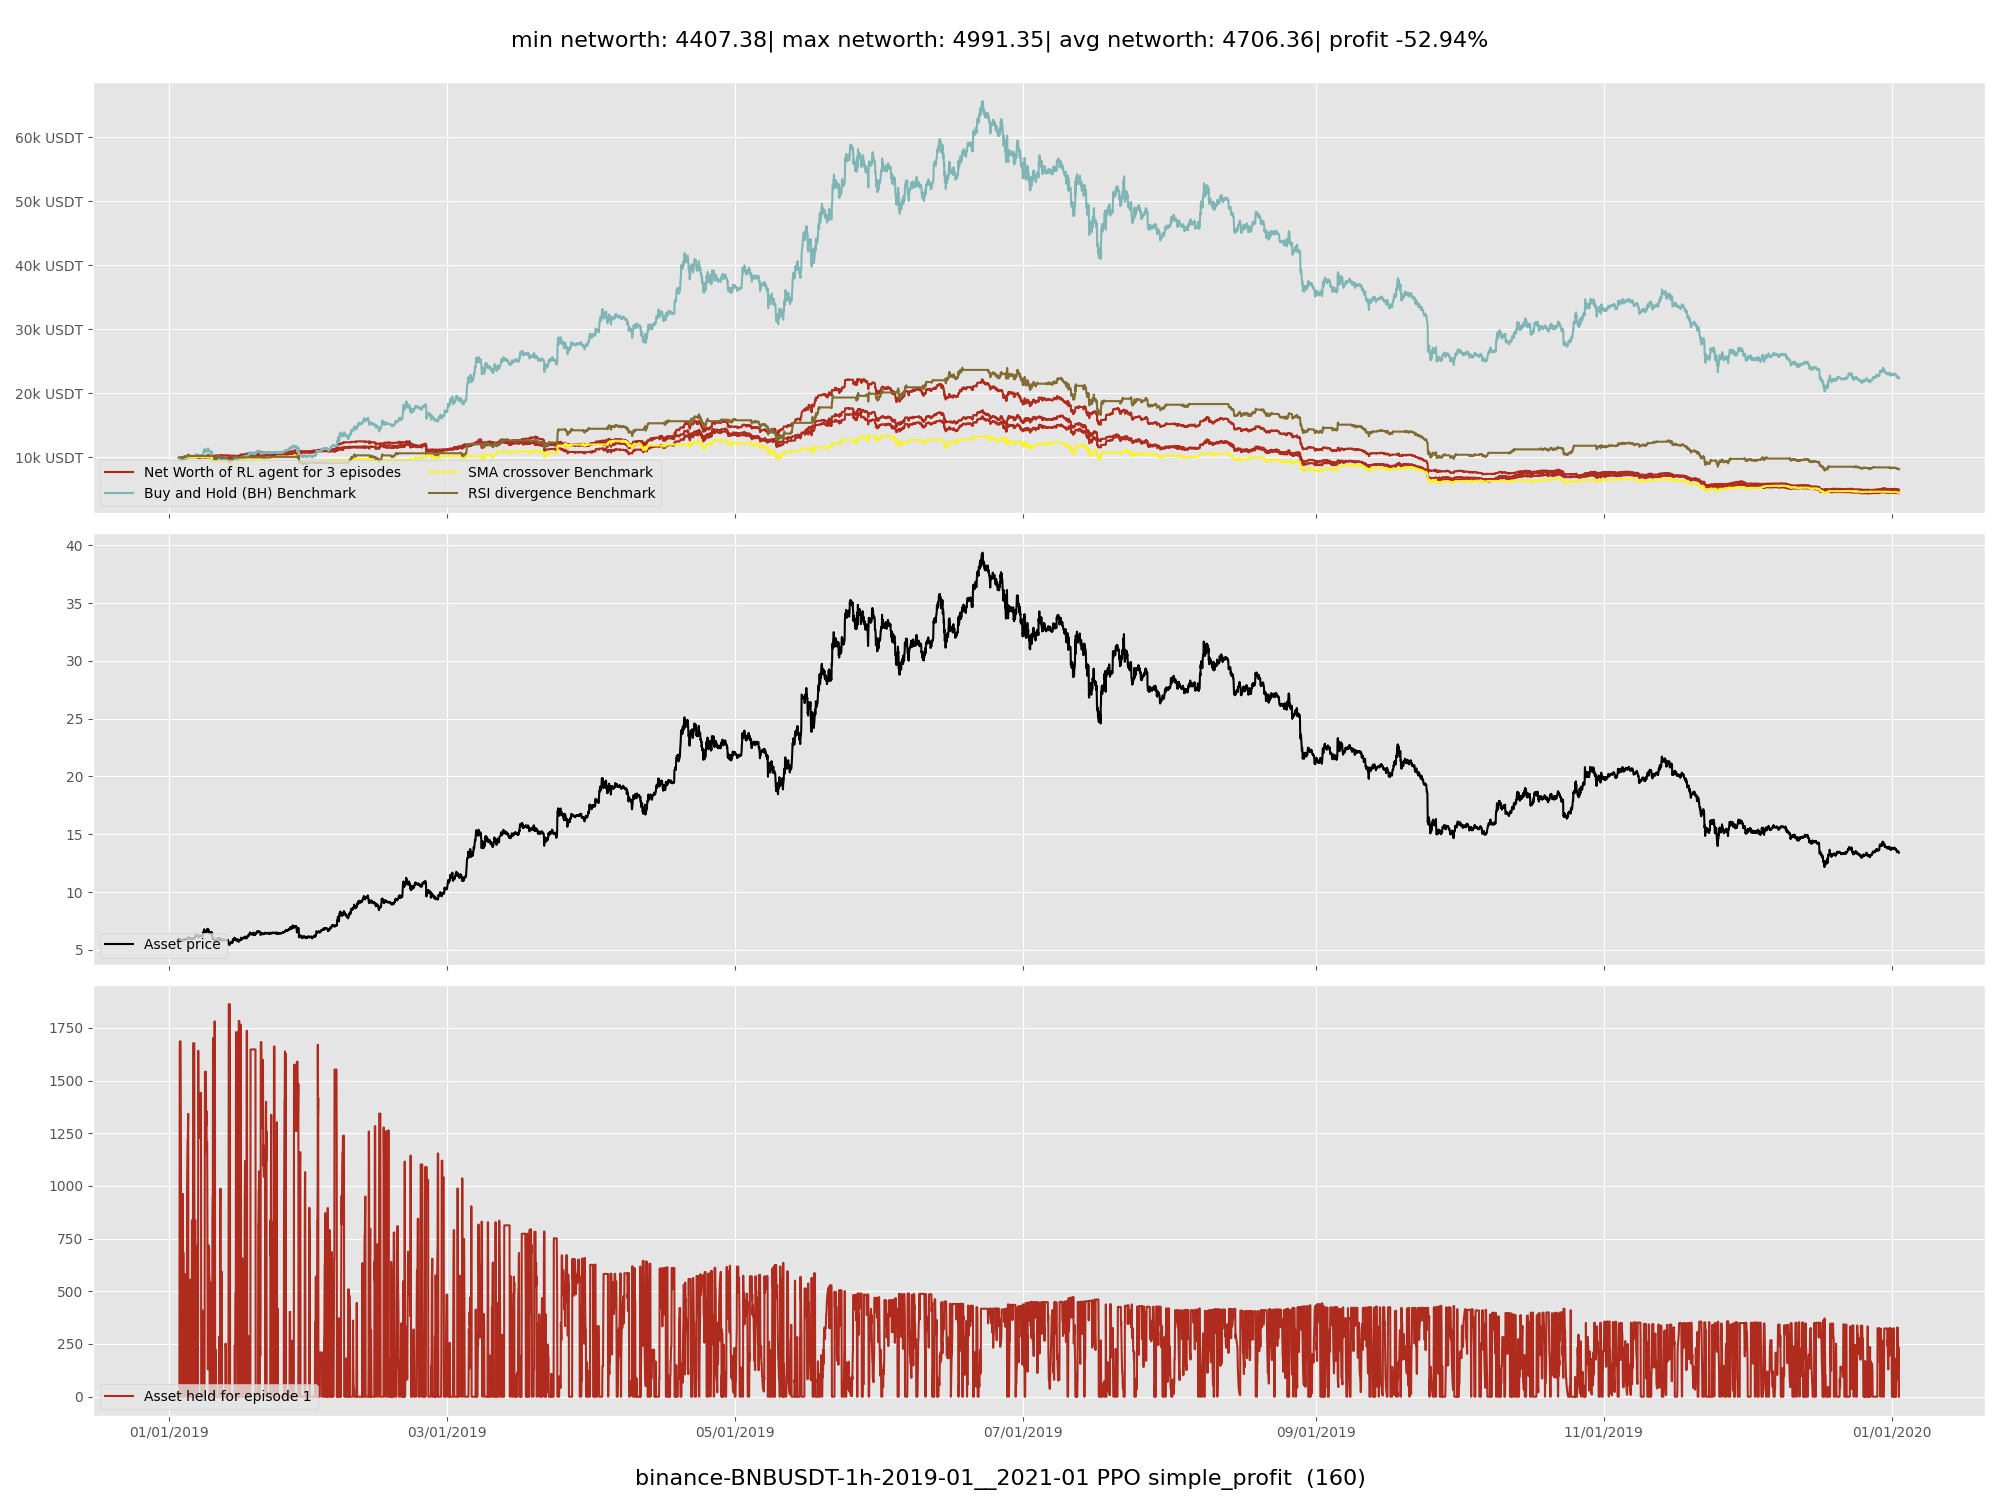 min networth: 4407.38| max networth: 4991.35| avg networth: 4706.36| profit -52.94%
60k USDT
50k USDT
40k USDT
30k USDT
20k USDT
10k USDT
Net Worth of RL agent for 3 episodes
Buy and Hold (BH) Benchmark
SMA crossover Benchmark
RSI divergence Benchmark
40
35
30
25
20
15
10
5
Asset price
1750
1500
1250
1000
750
500
250
0
Asset held for episode 1
01/01/2019 03/01/2019 05/01/2019 07/01/2019 09/01/2019 11/01/2019 01/01/2020
binance-BNBUSDT-1h-2019-01__2021-01 PPO simple_profit (160)